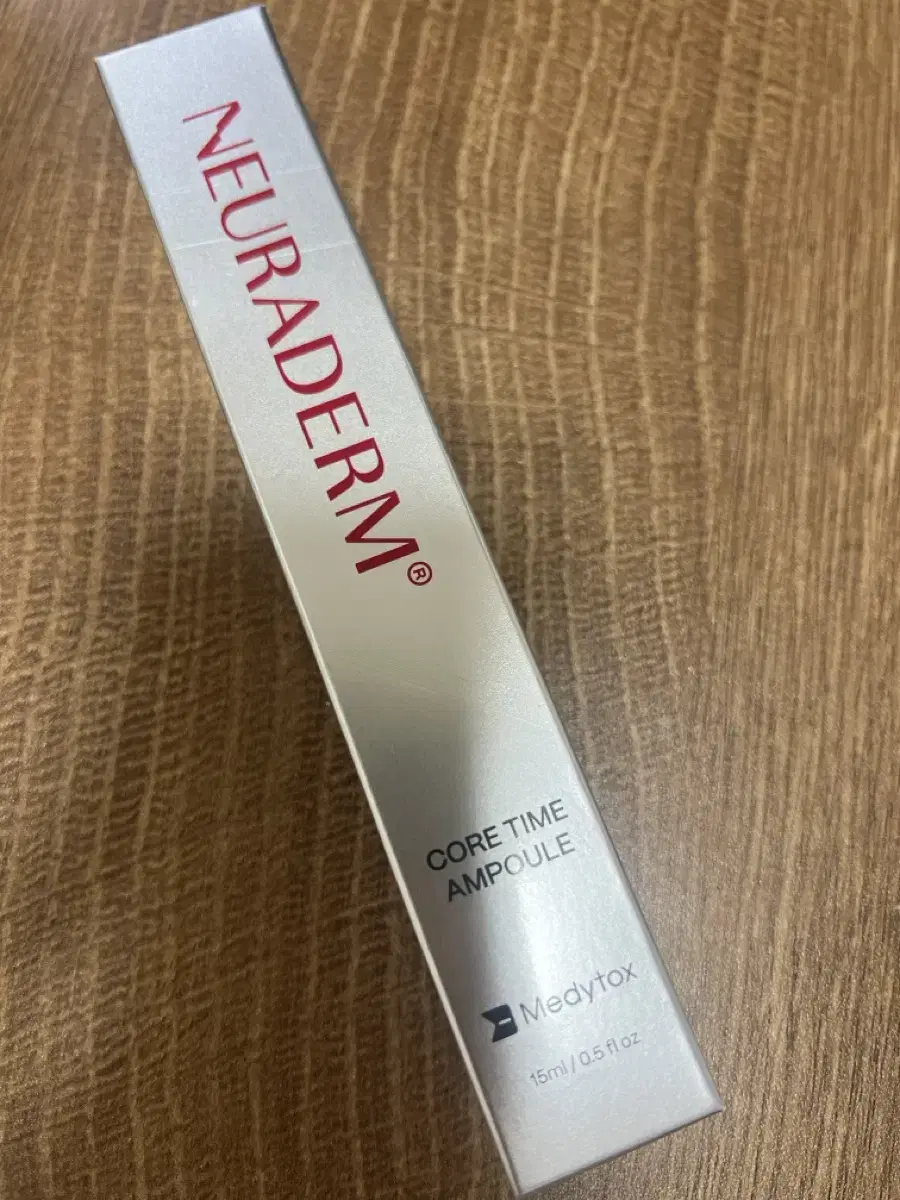 NEURADERM®
CORE TIME
AMPOULE
Medytox
15ml / 0.5 fl oz